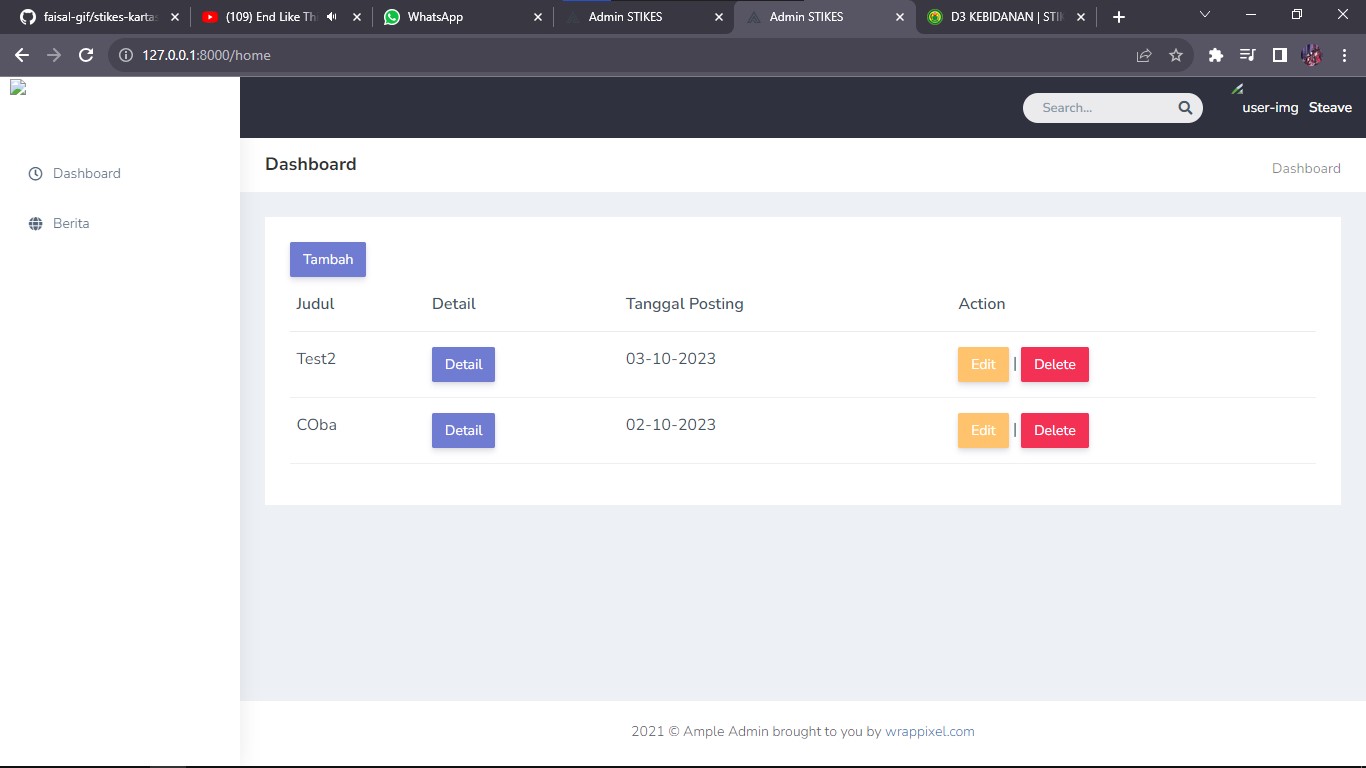 faisal-gif/stikes-kartas
(109) End Like Thi
WhatsApp
Admin STIKES
Admin STIKES
D3 KEBIDANAN | STIK
127.0.0.1:8000/home
Search...
user-img
Steave
Dashboard
Berita
Dashboard
Dashboard
Tambah
Judul Detail Tanggal Posting Action
Test2 Detail 03-10-2023 Edit | Delete
COba Detail 02-10-2023 Edit | Delete
2021 © Ample Admin brought to you by wrappixel.com